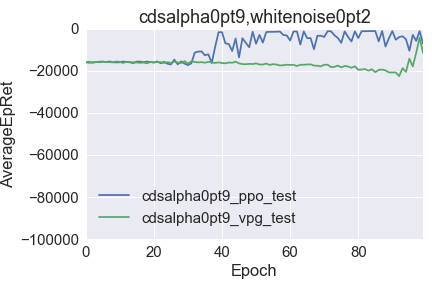 cdsalpha0pt9,whitenoise0pt2
0
−20000
−40000
−60000
−80000
−100000
AverageEpRet
cdsalpha0pt9_ppo_test
cdsalpha0pt9_vpg_test
0 20 40 60 80
Epoch